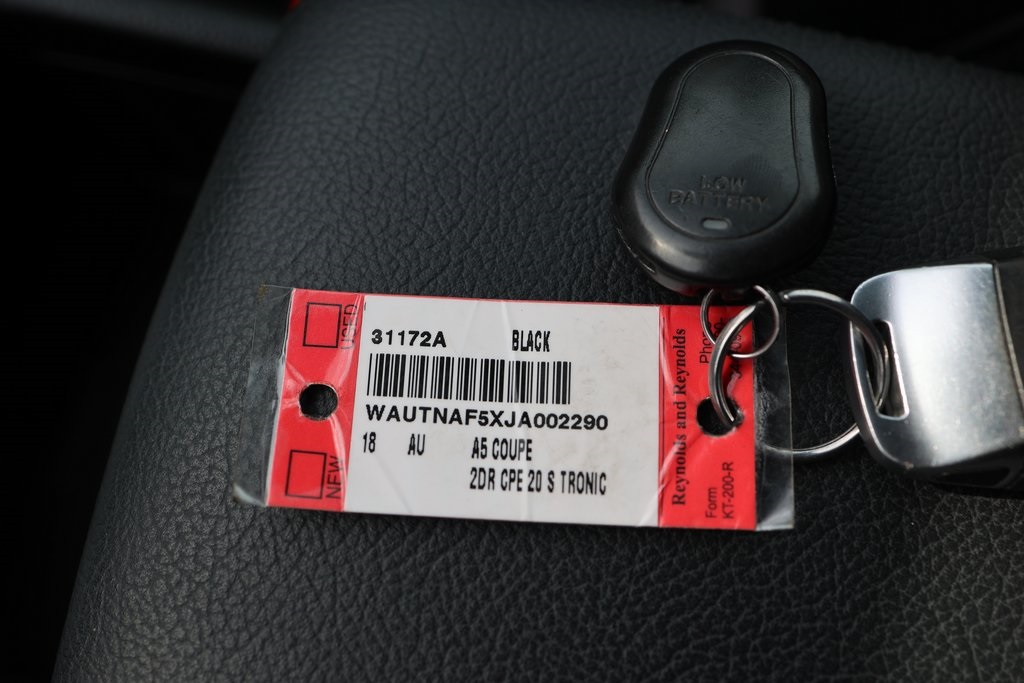 LOW
BATTERY
USED
NEW
31172A BLACK
WAUTNAF5XJA002290
18 AU A5 COUPE
2DR CPE 20 S TRONIC
Reynolds and Reynolds
Form
KT-200-R